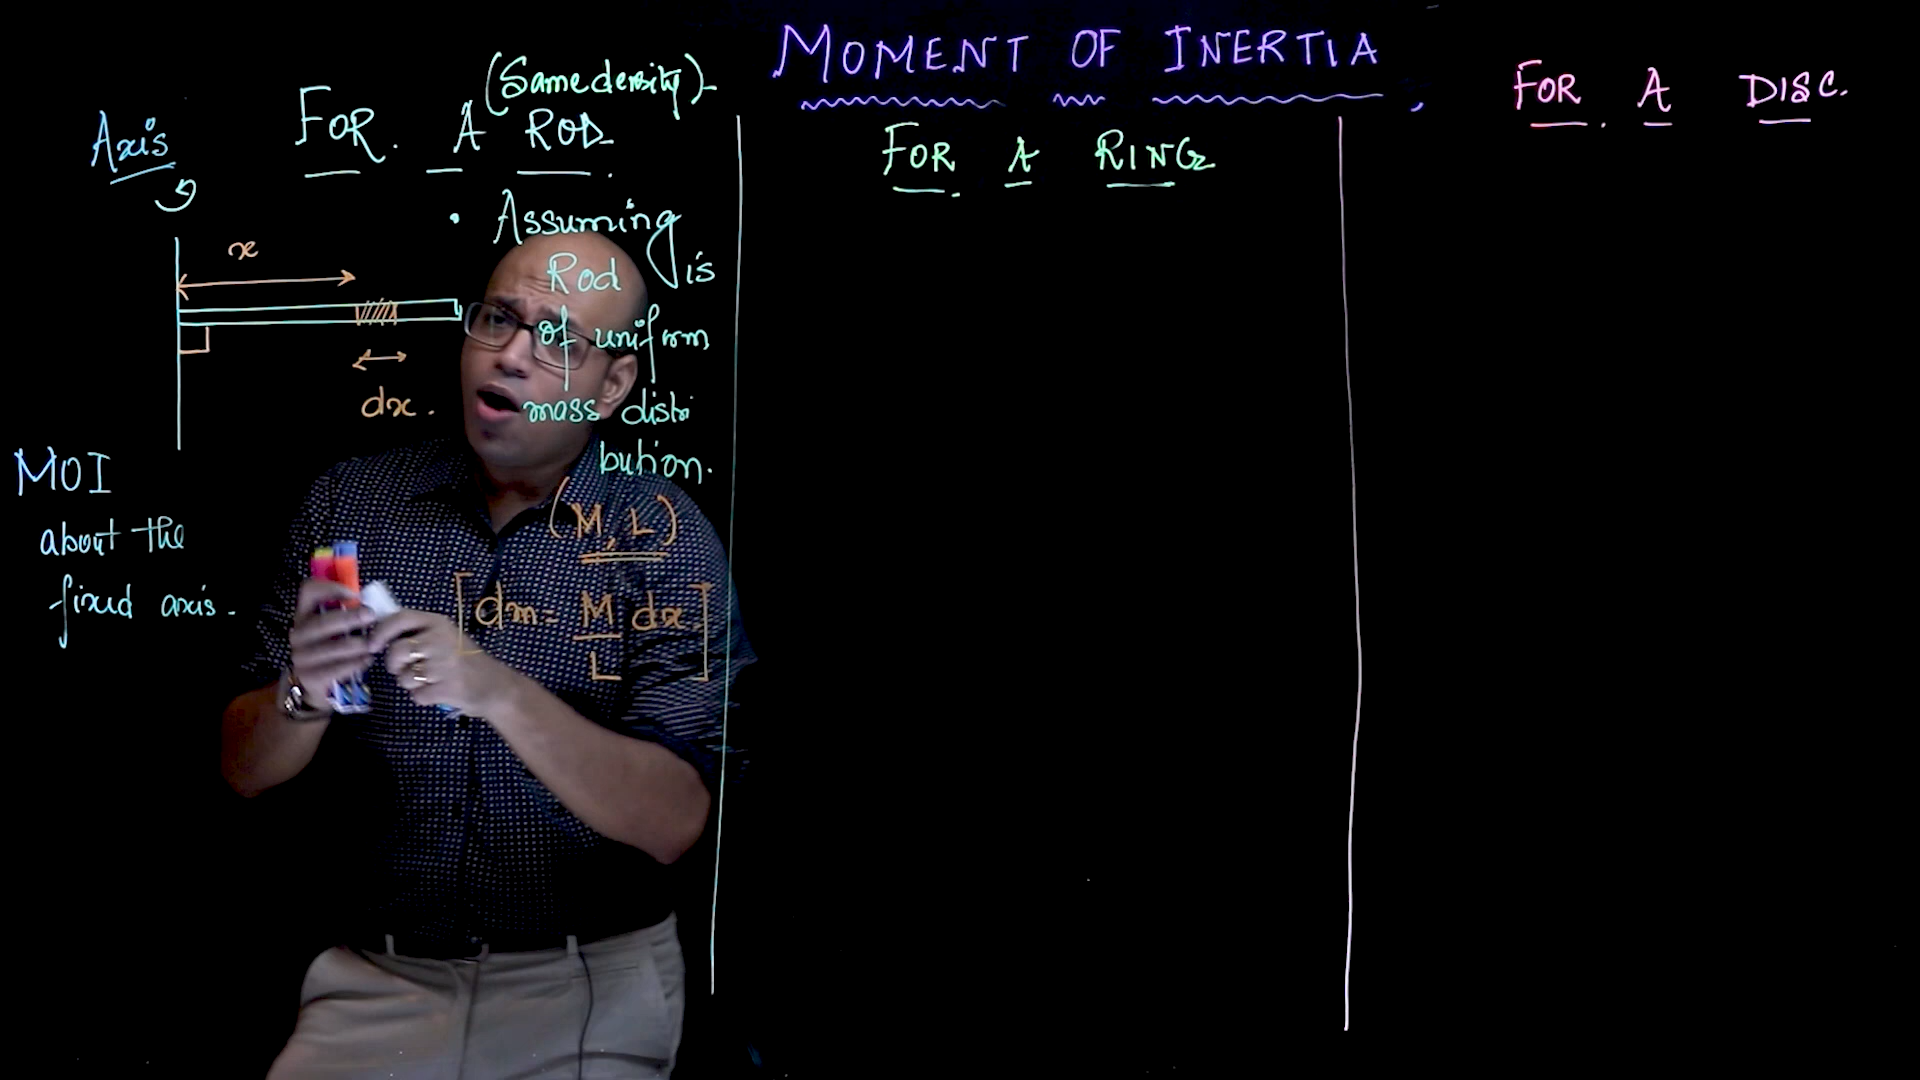 MOMENT OF INERTIA,
Axis
FOR. A ROD.
(Same density)
x
dx.
• Assuming
Rod is
of uniform
mass distri
bution.
(M, L)
[dm = M/L dx]
MOI
about the
fixed axis.
FOR A RING
FOR A DISC.